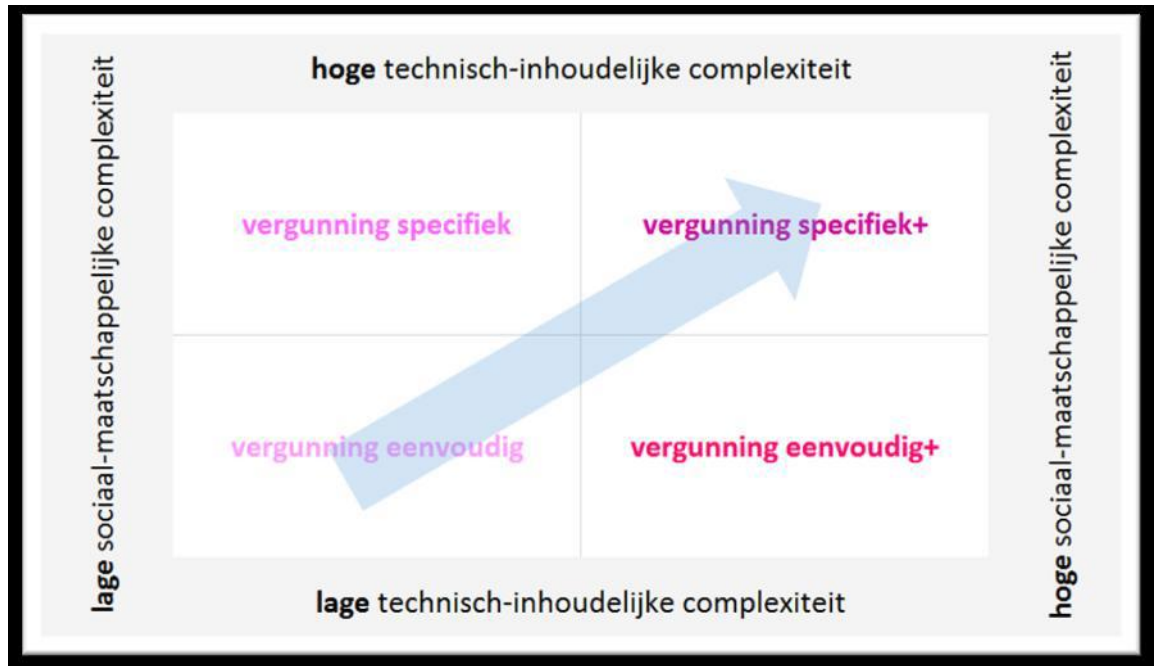 hoge technisch-inhoudelijke complexiteit
lage sociaal-maatschappelijke complexiteit
vergunning specifiek
vergunning specifiek+
hoge sociaal-maatschappelijke complexiteit
vergunning eenvoudig
vergunning eenvoudig+
lage technisch-inhoudelijke complexiteit